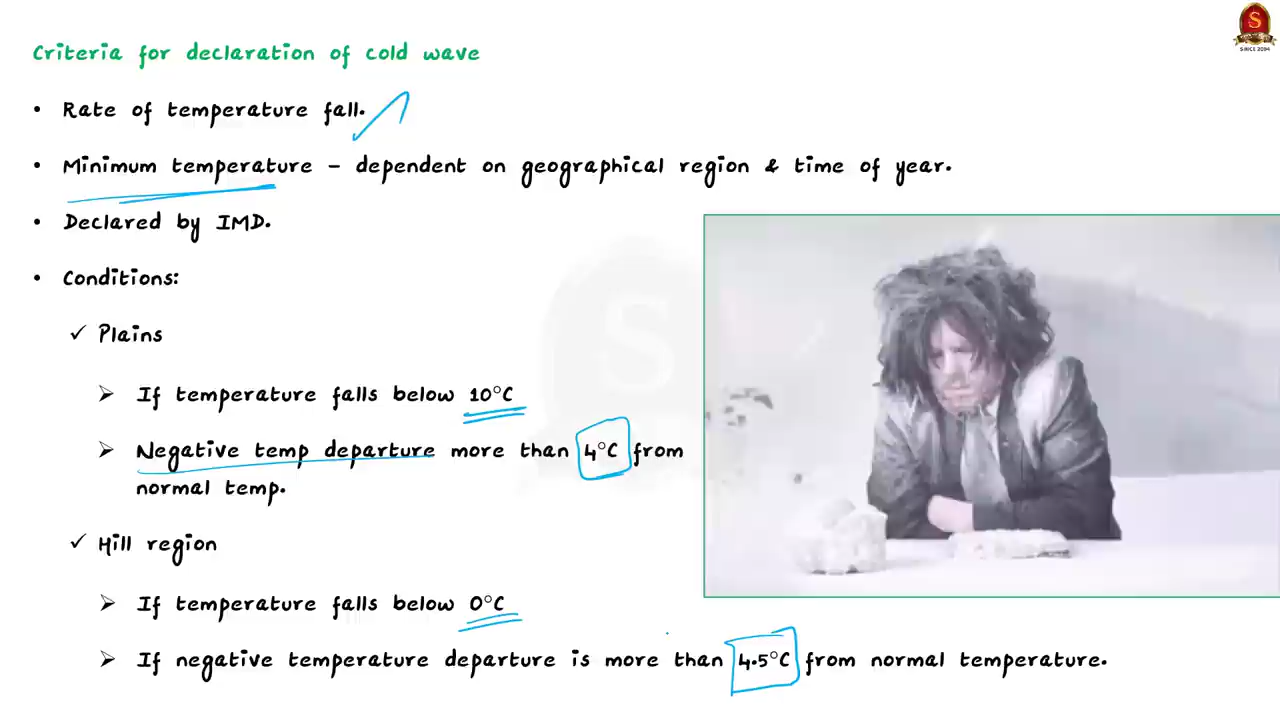 S
SINCE 2004
Criteria for declaration of cold wave
• Rate of temperature fall.
• Minimum temperature – dependent on geographical region & time of year.
• Declared by IMD.
• Conditions:
✓ Plains
➢ If temperature falls below 10°C
➢ Negative temp departure more than 4°C from
normal temp.
✓ Hill region
➢ If temperature falls below 0°C
➢ If negative temperature departure is more than 4.5°C from normal temperature.
S